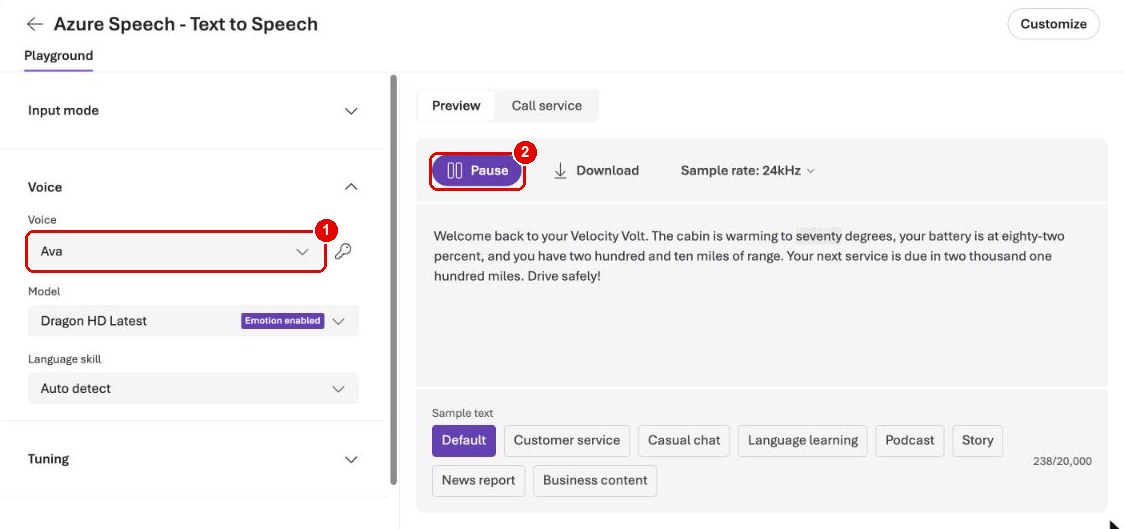 Azure Speech - Text to Speech
Customize
Playground
Input mode
Voice
Voice
1
Ava
Model
Dragon HD Latest
Emotion enabled
Language skill
Auto detect
Tuning
Preview
Call service
2
Pause
Download
Sample rate: 24kHz
Welcome back to your Velocity Volt. The cabin is warming to seventy degrees, your battery is at eighty-two
percent, and you have two hundred and ten miles of range. Your next service is due in two thousand one
hundred miles. Drive safely!
Sample text
Default
Customer service
Casual chat
Language learning
Podcast
Story
News report
Business content
238/20,000